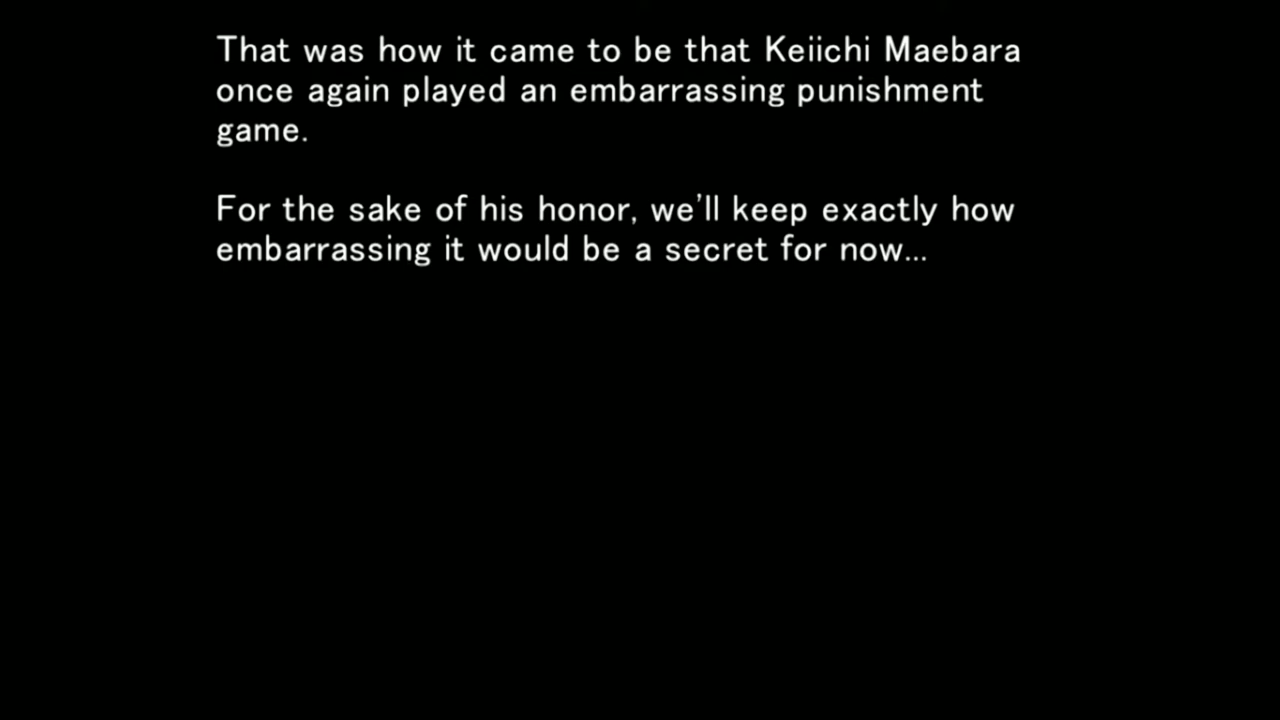 That was how it came to be that Keiichi Maebara
once again played an embarrassing punishment
game.
For the sake of his honor, we'll keep exactly how
embarrassing it would be a secret for now...